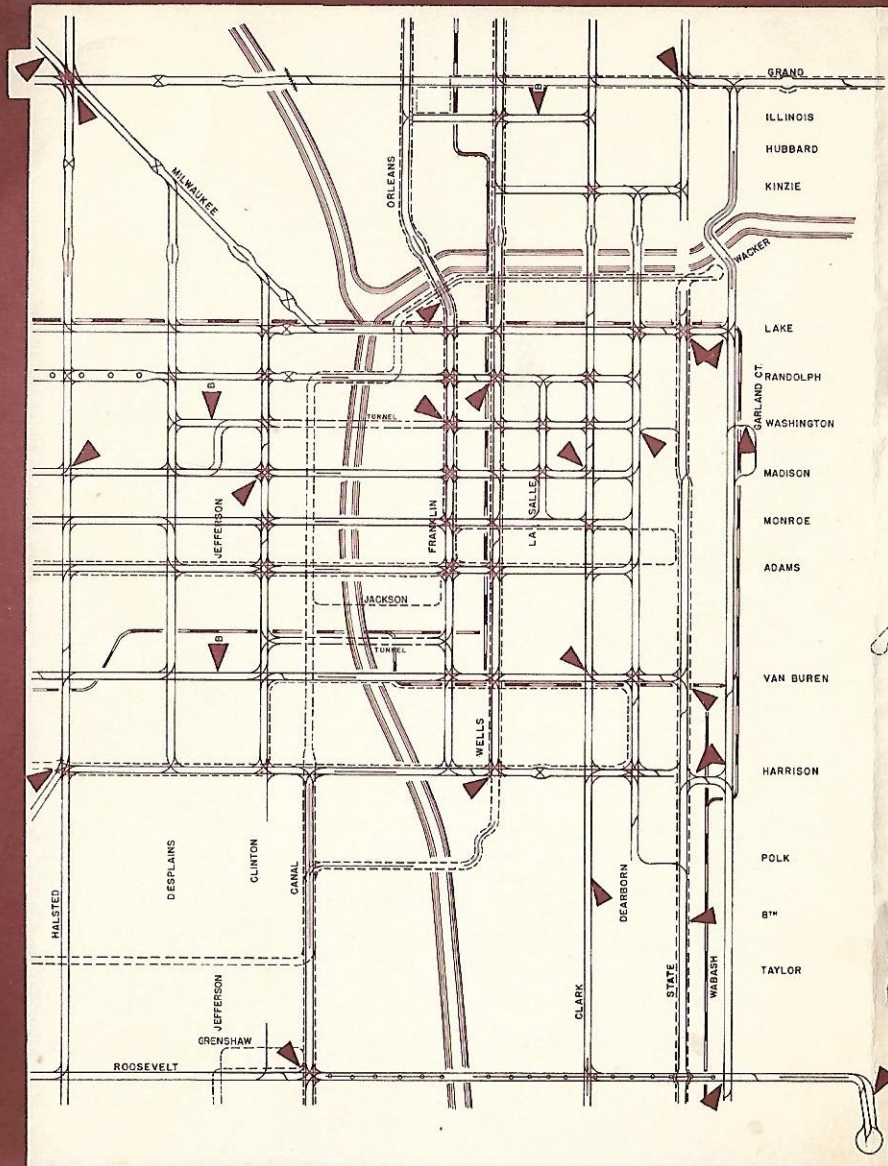 GRAND
B
ILLINOIS
HUBBARD
MILWAUKEE
ORLEANS
KINZIE
WACKER
LAKE
RANDOLPH
GARLAND CT.
B
TUNNEL
WASHINGTON
MADISON
JEFFERSON
FRANKLIN
LA SALLE
MONROE
ADAMS
JACKSON
B
TUNNEL
VAN BUREN
WELLS
HARRISON
DESPLAINS
CLINTON
CANAL
POLK
HALSTED
DEARBORN
8TH
TAYLOR
JEFFERSON
CLARK
STATE
WABASH
GRENSHAW
ROOSEVELT